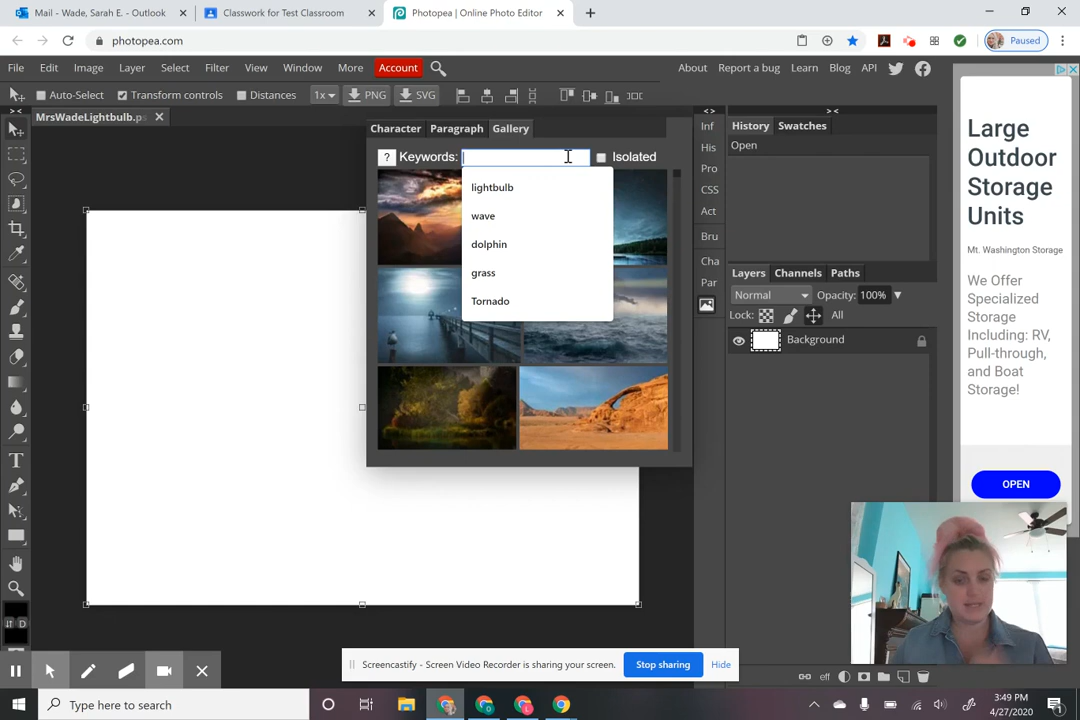 Mail - Wade, Sarah E. - Outlook
Classwork for Test Classroom
Photopea | Online Photo Editor
photopea.com
Paused
File Edit Image Layer Select Filter View Window More Account
About Report a bug Learn Blog API
Auto-Select Transform controls Distances 1x PNG SVG
MrsWadeLightbulb.ps
Character Paragraph Gallery
? Keywords: Isolated
lightbulb
wave
dolphin
grass
Tornado
< >
Inf
His
Pro
CSS
Act
Bru
Cha
Par
> <
History Swatches
Open
Layers Channels Paths
Normal Opacity: 100%
Lock: All
Background
eff
D
Large
Outdoor
Storage
Units
Mt. Washington Storage
We Offer
Specialized
Storage
Including: RV,
Pull-through,
and Boat
Storage!
OPEN
Screencastify - Screen Video Recorder is sharing your screen. Stop sharing Hide
Type here to search
3:49 PM
4/27/2020